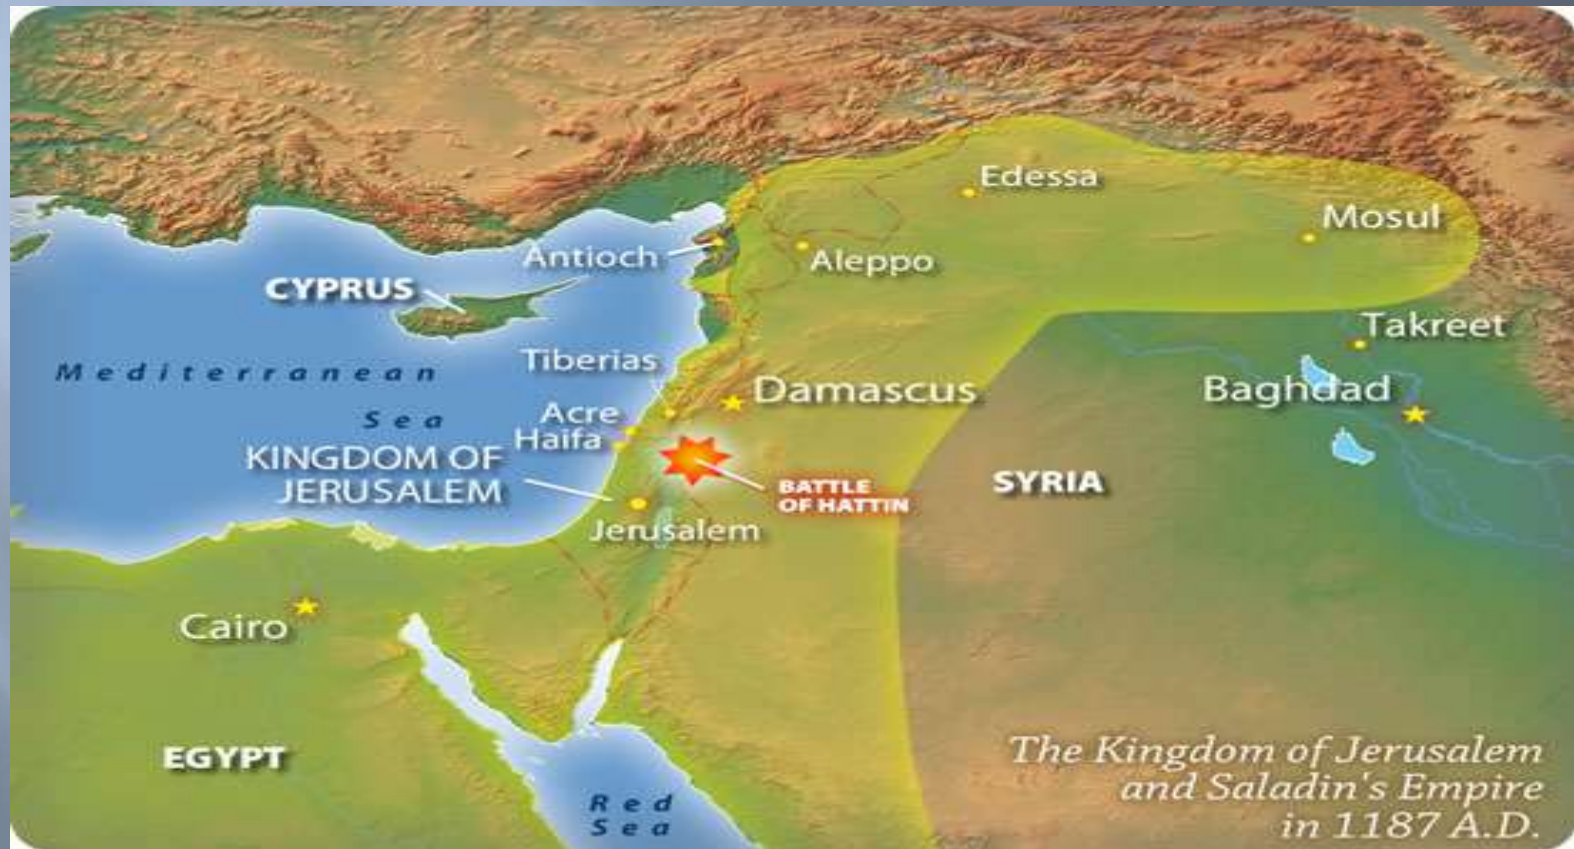 Edessa
Mosul
Antioch
Aleppo
CYPRUS
Takreet
Tiberias
Mediterranean
Sea
Damascus
Baghdad
Acre
Haifa
KINGDOM OF
JERUSALEM
SYRIA
BATTLE
OF HATTIN
Jerusalem
Cairo
EGYPT
Red
Sea
The Kingdom of Jerusalem
and Saladin's Empire
in 1187 A.D.